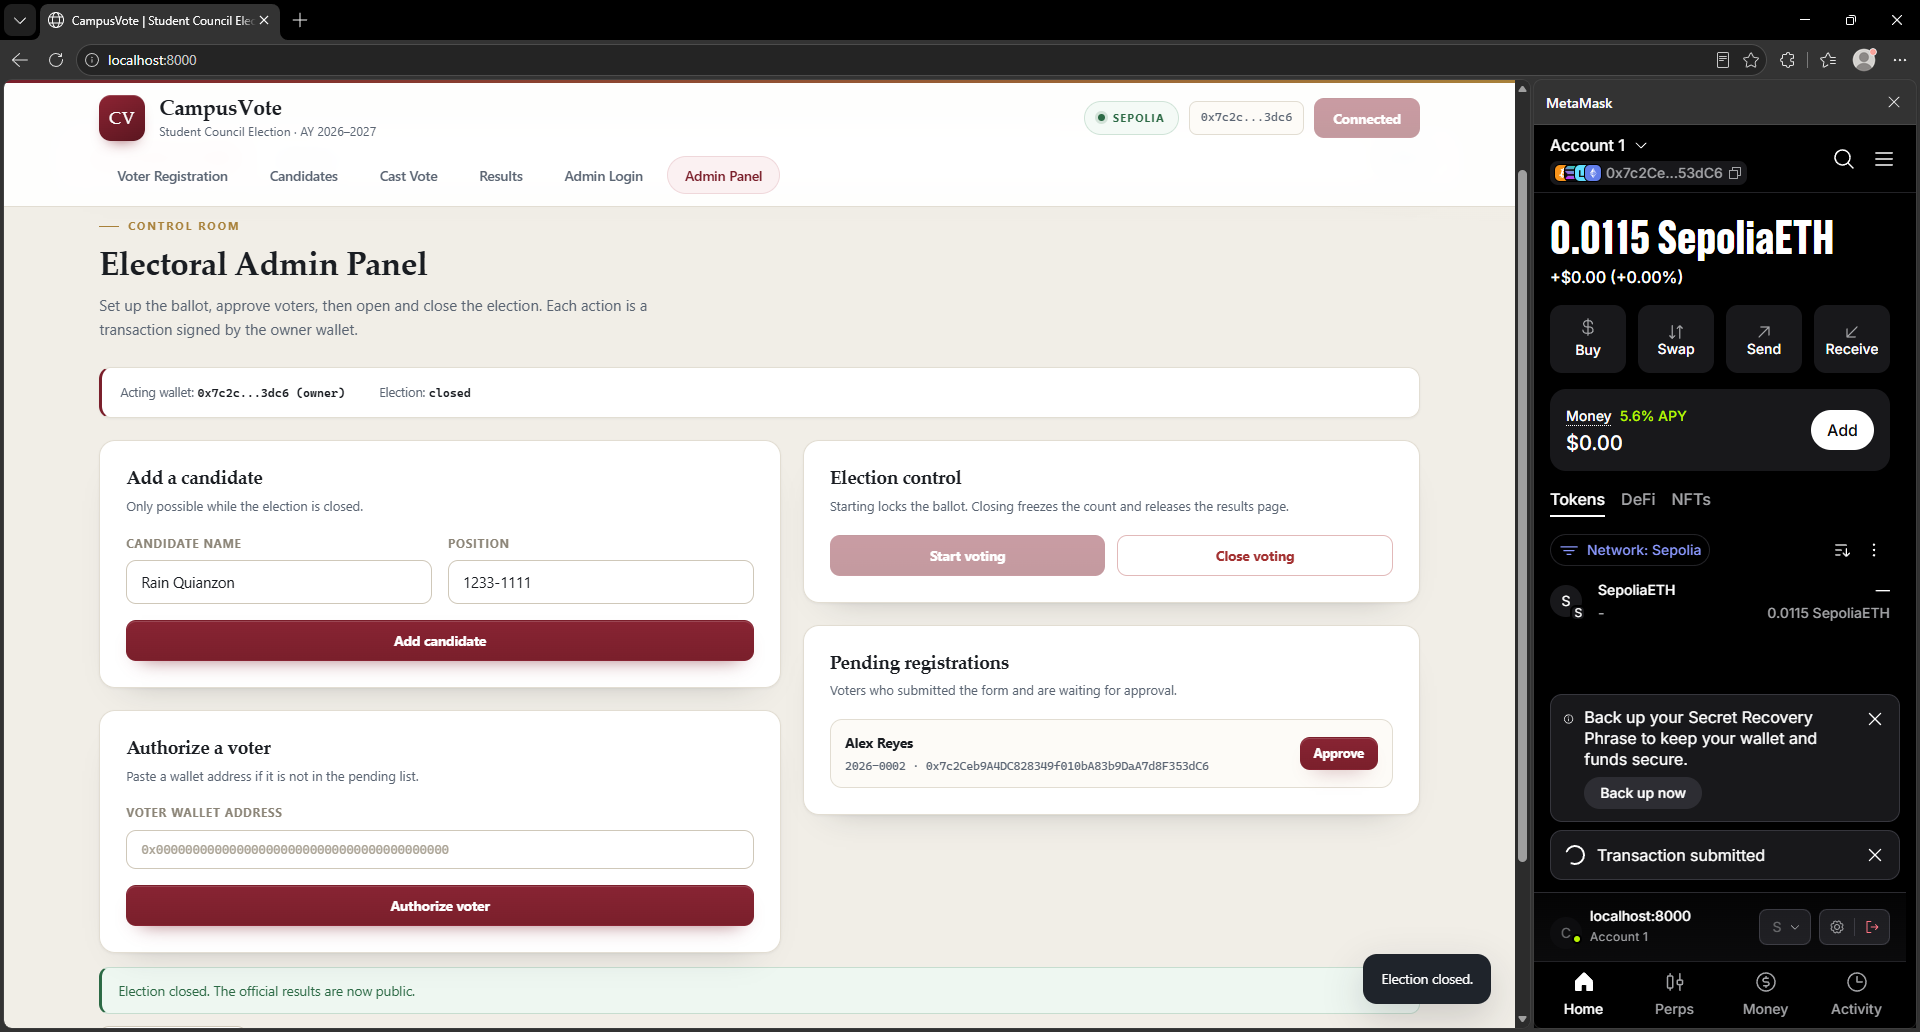 CampusVote | Student Council Elec
localhost:8000
CV
CampusVote
Student Council Election · AY 2026–2027
SEPOLIA
0x7c2c...3dc6
Connected
Voter Registration
Candidates
Cast Vote
Results
Admin Login
Admin Panel
CONTROL ROOM
Electoral Admin Panel
Set up the ballot, approve voters, then open and close the election. Each action is a
transaction signed by the owner wallet.
Acting wallet: 0x7c2c...3dc6 (owner)
Election: closed
Add a candidate
Only possible while the election is closed.
CANDIDATE NAME
POSITION
Rain Quianzon
1233-1111
Add candidate
Authorize a voter
Paste a wallet address if it is not in the pending list.
VOTER WALLET ADDRESS
0x0000000000000000000000000000000000000000
Authorize voter
Election control
Starting locks the ballot. Closing freezes the count and releases the results page.
Start voting
Close voting
Pending registrations
Voters who submitted the form and are waiting for approval.
Alex Reyes
2026-0002 · 0x7c2Ceb9A4DC828349f010bA83b9DaA7d8F353dC6
Approve
Election closed. The official results are now public.
Election closed.
MetaMask
Account 1
0x7c2Ce...53dC6
0.0115 SepoliaETH
+$0.00 (+0.00%)
Buy
Swap
Send
Receive
Money 5.6% APY
$0.00
Add
Tokens
DeFi
NFTs
Network: Sepolia
S
S
SepoliaETH
-
—
0.0115 SepoliaETH
Back up your Secret Recovery
Phrase to keep your wallet and
funds secure.
Back up now
Transaction submitted
C
localhost:8000
Account 1
S
Home
Perps
Money
Activity